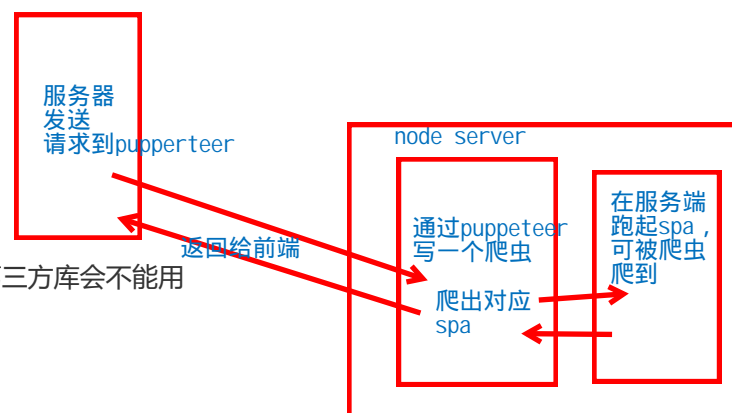 服务器
发送
请求到pupperteer
node server
通过puppeteer
写一个爬虫
爬出对应
spa
在服务端
跑起spa，
可被爬虫
爬到
返回给前端
三方库会不能用